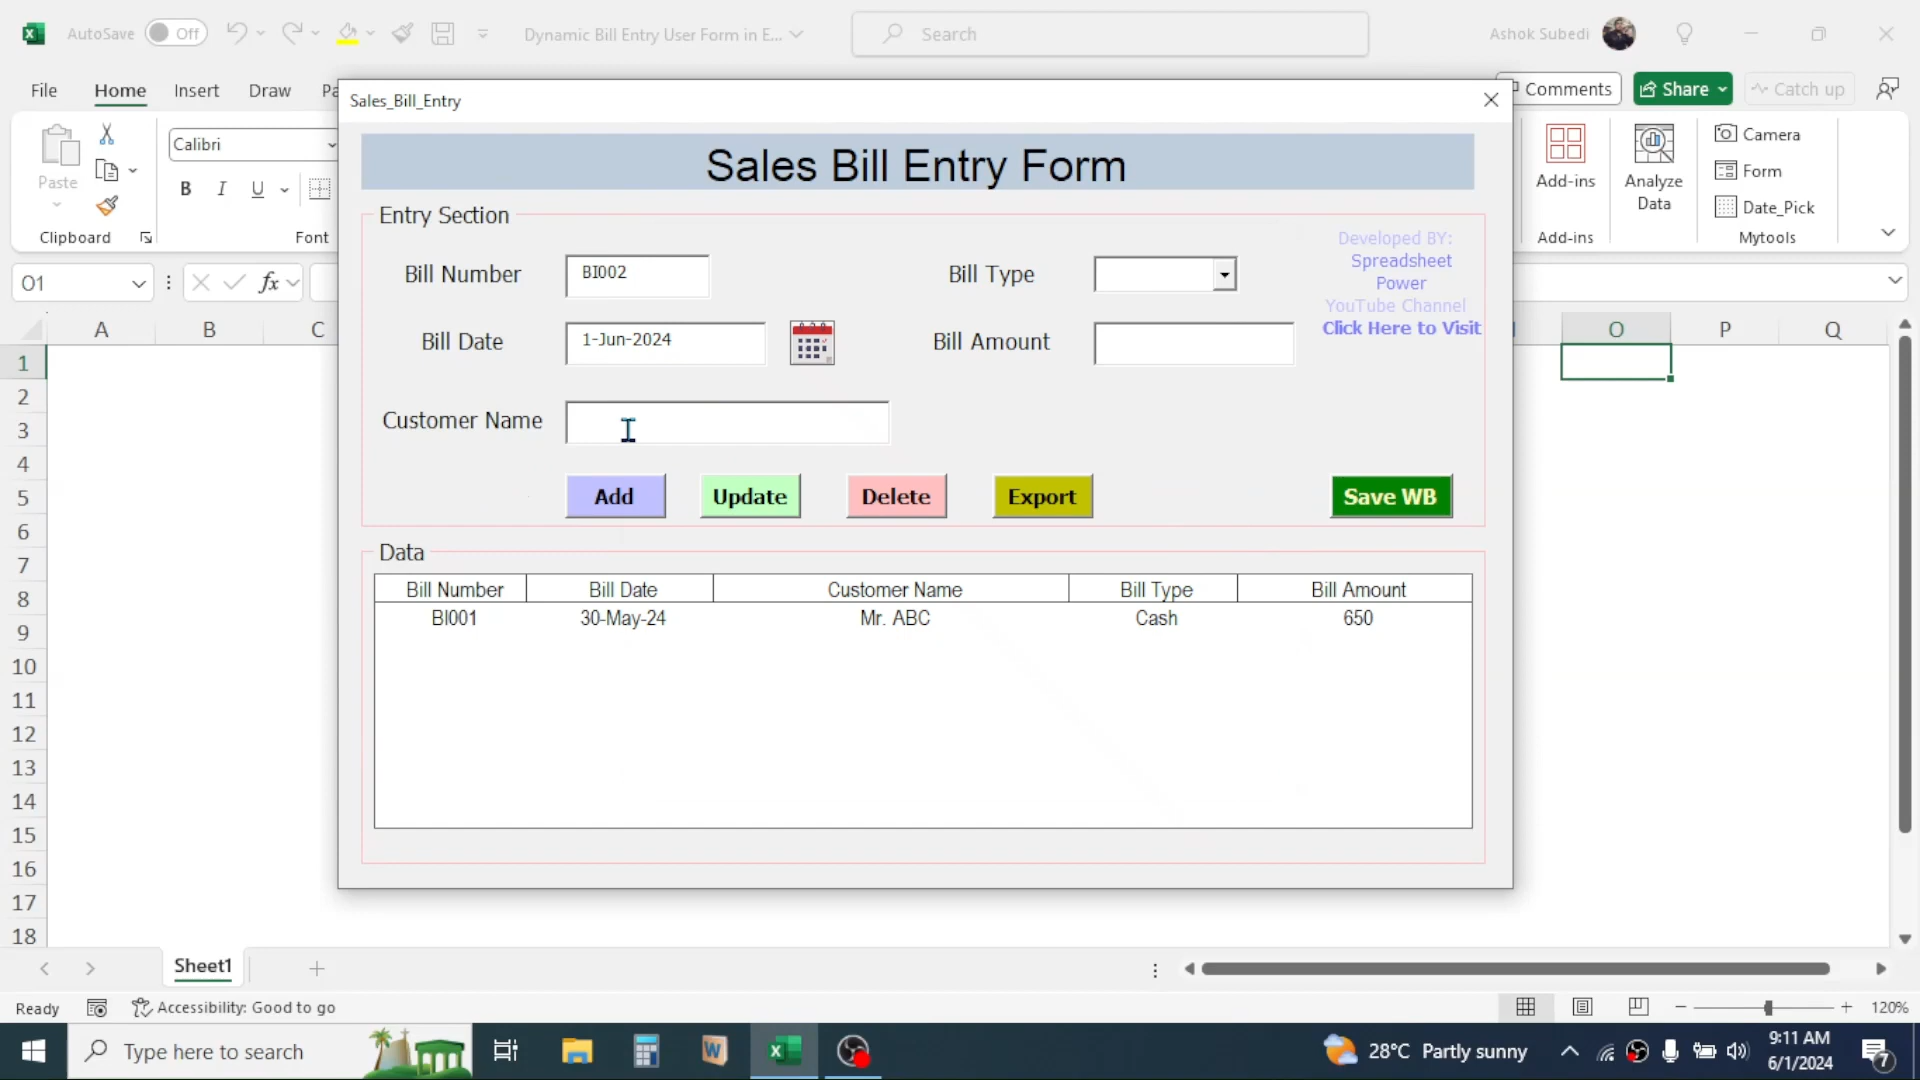 AutoSave Off
Dynamic Bill Entry User Form in E...
Search
Ashok Subedi
File Home Insert Draw Pa
Comments Share Catch up
Paste
Clipboard
Calibri
B I U
Font
Add-ins
Add-ins
Analyze
Data
Camera
Form
Date_Pick
Mytools
O1
fx
A B C O P Q
1
2
3
4
5
6
7
8
9
10
11
12
13
14
15
16
17
18
Sales_Bill_Entry
Sales Bill Entry Form
Entry Section
Bill Number BI002
Bill Type
Bill Date 1-Jun-2024
Bill Amount
Customer Name
Developed BY:
Spreadsheet
Power
YouTube Channel
Click Here to Visit
Add Update Delete Export Save WB
Data
Bill Number Bill Date Customer Name Bill Type Bill Amount
BI001 30-May-24 Mr. ABC Cash 650
Sheet1
Ready Accessibility: Good to go 120%
Type here to search
28°C Partly sunny
9:11 AM
6/1/2024
7